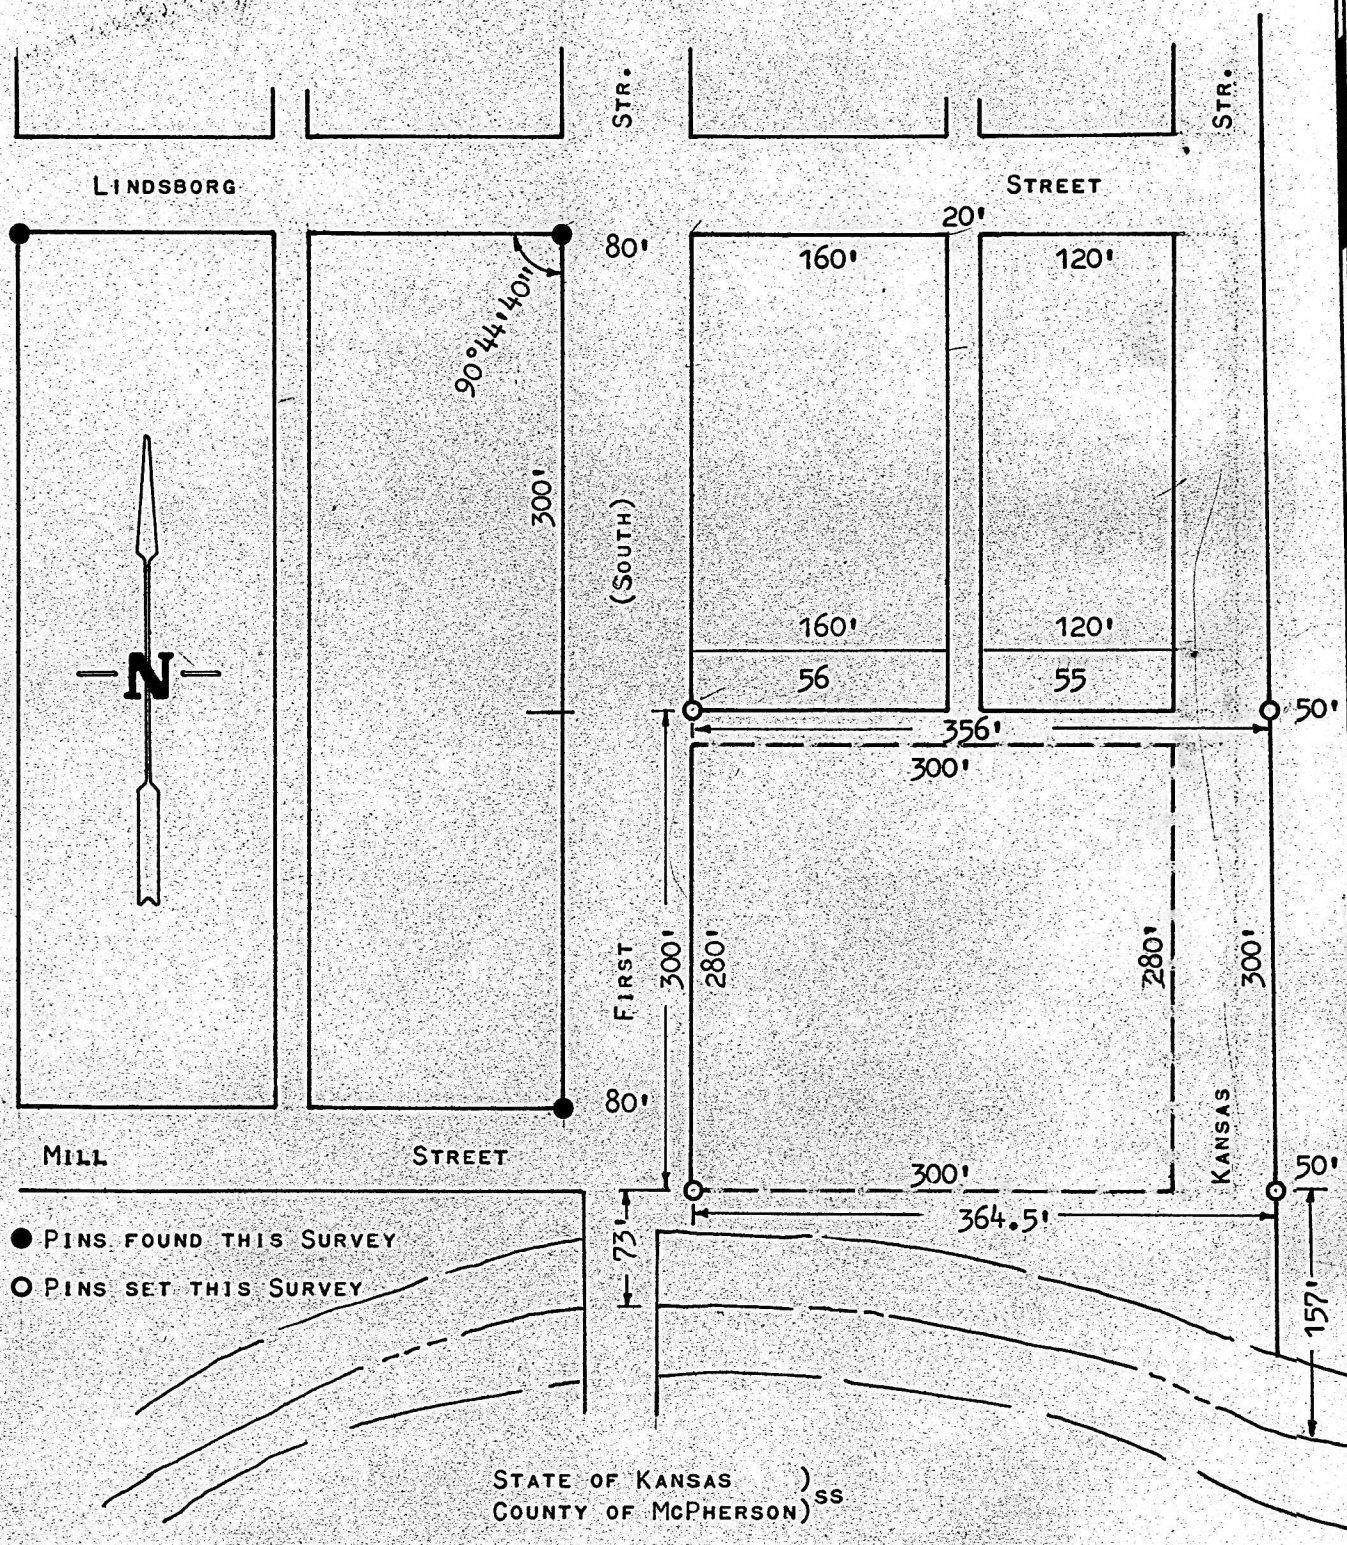 STR.
STR.
LINDSBORG
STREET
20'
80'
160'
120'
90°44'40"
300'
(SOUTH)
160'
120'
N
56
55
356'
50'
300'
FIRST
300'
280'
280'
300'
80'
KANSAS
MILL
STREET
300'
50'
364.5'
73'
157'
PINS FOUND THIS SURVEY
PINS SET THIS SURVEY
STATE OF KANSAS )
SS
COUNTY OF MCPHERSON)